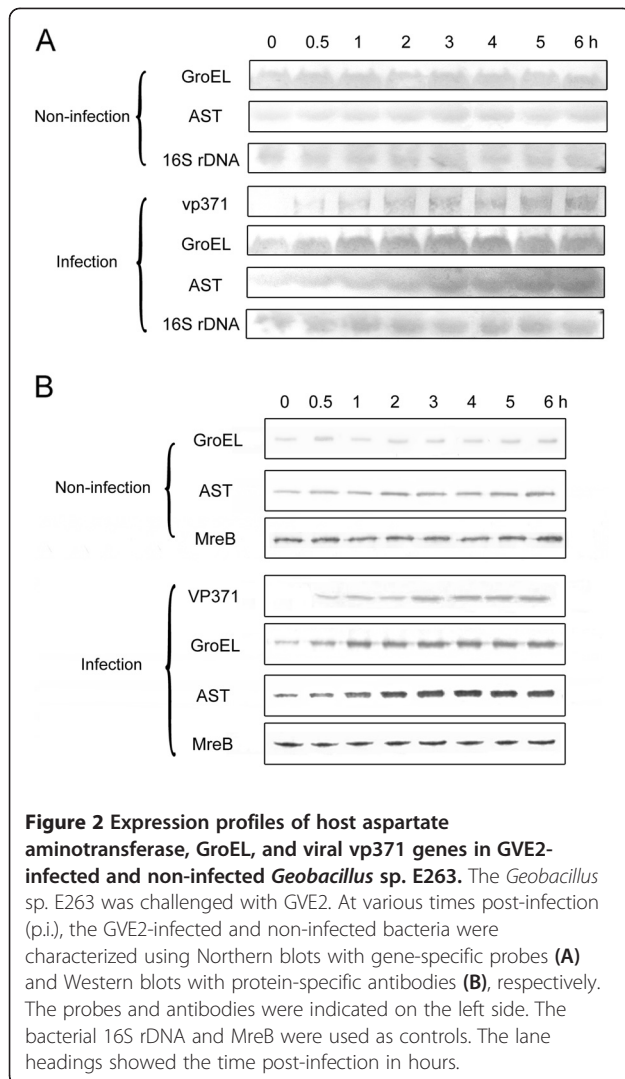 A
0 0.5 1 2 3 4 5 6 h
GroEL
Non-infection
AST
16S rDNA
vp371
GroEL
Infection
AST
16S rDNA
B
0 0.5 1 2 3 4 5 6 h
GroEL
Non-infection
AST
MreB
VP371
GroEL
Infection
AST
MreB
Figure 2 Expression profiles of host aspartate
aminotransferase, GroEL, and viral vp371 genes in GVE2-
infected and non-infected Geobacillus sp. E263. The Geobacillus
sp. E263 was challenged with GVE2. At various times post-infection
(p.i.), the GVE2-infected and non-infected bacteria were
characterized using Northern blots with gene-specific probes (A)
and Western blots with protein-specific antibodies (B), respectively.
The probes and antibodies were indicated on the left side. The
bacterial 16S rDNA and MreB were used as controls. The lane
headings showed the time post-infection in hours.